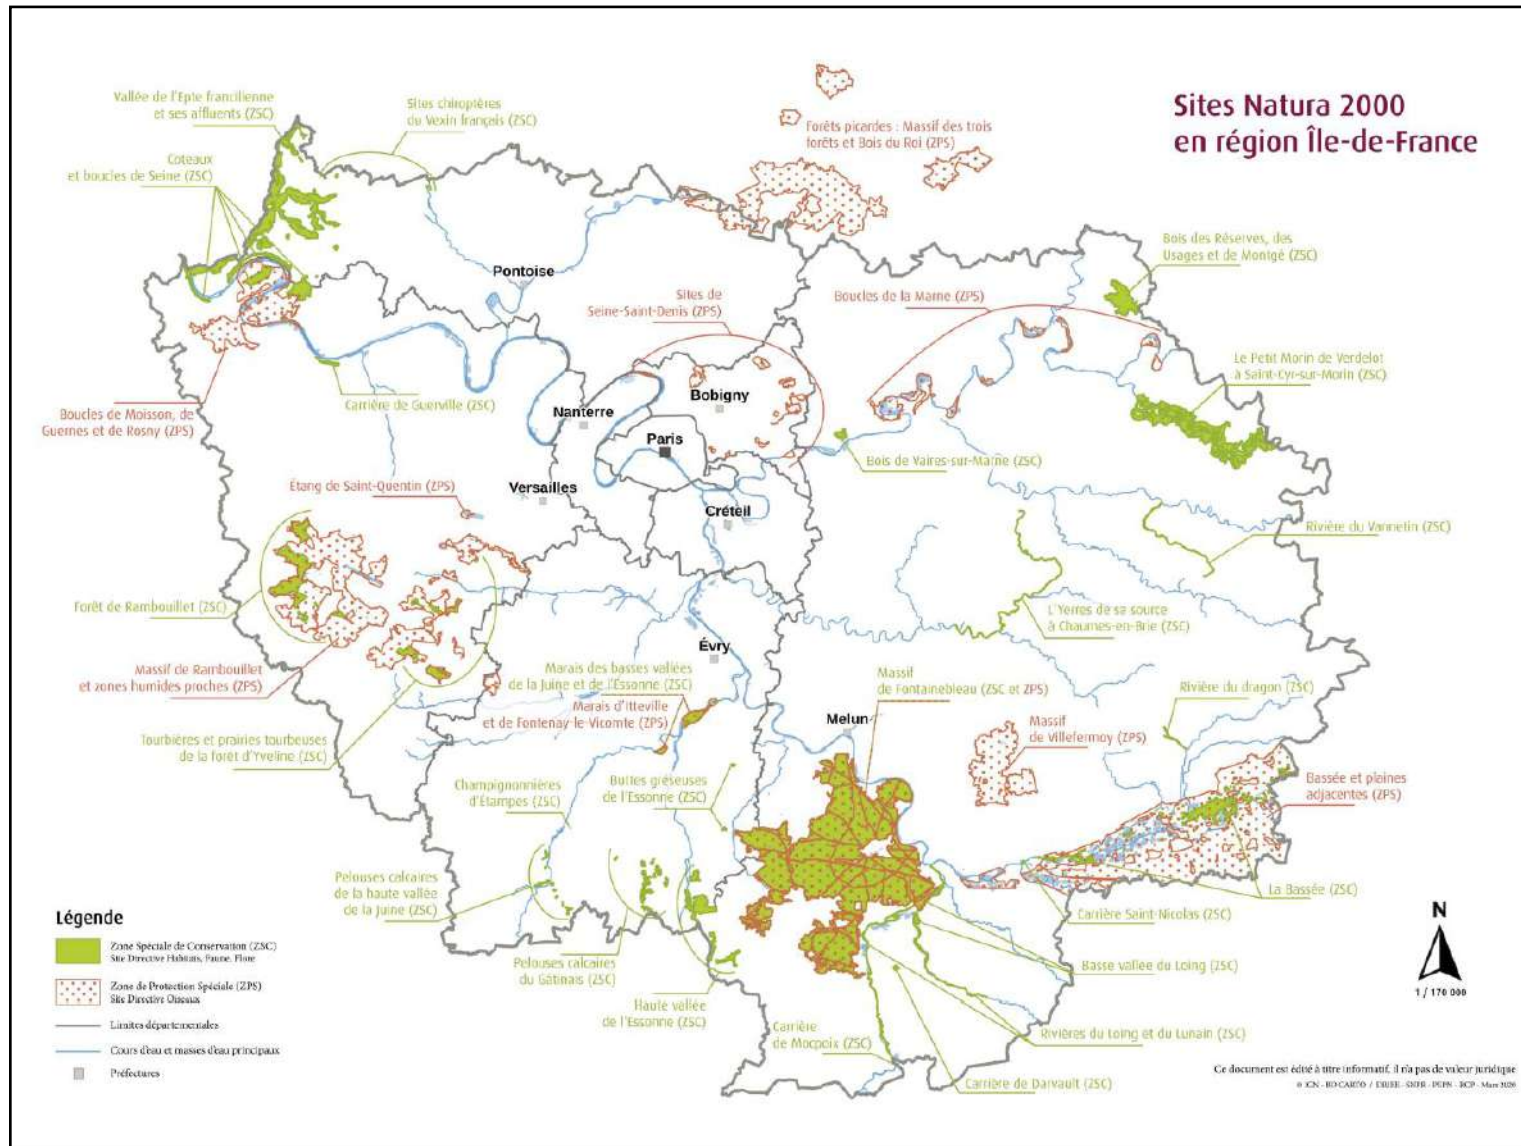 Sites Natura 2000
en région Île-de-France
Vallée de l'Epte francilienne
et ses affluents (ZSC)
Sites chiroptères
du Vexin français (ZSC)
Coteaux
et boucles de Seine (ZSC)
Forêts picardes : Massif des trois
forêts et Bois du Roi (ZPS)
Bois des Réserves, des
Usages et de Montgé (ZSC)
Pontoise
Sites de
Seine-Saint-Denis (ZPS)
Boucles de la Marne (ZPS)
Le Petit Morin de Verdelot
à Saint-Cyr-sur-Morin (ZSC)
Boucles de Moisson, de
Guernes et de Rosny (ZPS)
Carrière de Guerville (ZSC)
Nanterre
Bobigny
Paris
Bois de Vaires-sur-Marne (ZSC)
Étang de Saint-Quentin (ZPS)
Versailles
Créteil
Rivière du Vannetin (ZSC)
Forêt de Rambouillet (ZSC)
L'Yerres de sa source
à Chaumes-en-Brie (ZSC)
Évry
Massif de Rambouillet
et zones humides proches (ZPS)
Marais des basses vallées
de la Juine et de l'Essonne (ZSC)
Marais d'Itteville
et de Fontenay-le-Vicomte (ZPS)
Massif
de Fontainebleau (ZSC et ZPS)
Rivière du dragon (ZSC)
Melun
Massif
de Villefermoy (ZPS)
Tourbières et prairies tourbeuses
de la forêt d'Yveline (ZSC)
Champignonnières
d'Étampes (ZSC)
Buttes gréseuses
de l'Essonne (ZSC)
Bassée et plaines
adjacentes (ZPS)
Pelouses calcaires
de la haute vallée
de la Juine (ZSC)
La Bassée (ZSC)
Carrière Saint-Nicolas (ZSC)
Pelouses calcaires
du Gâtinais (ZSC)
Basse vallée du Loing (ZSC)
Haute vallée
de l'Essonne (ZSC)
Carrière
de Mocpoix (ZSC)
Rivières du Loing et du Lunain (ZSC)
Carrière de Darvault (ZSC)
Légende
Zone Spéciale de Conservation (ZSC)
Site Directive Habitats, Faune, Flore
Zone de Protection Spéciale (ZPS)
Site Directive Oiseaux
Limites départementales
Cours d'eau et masses d'eau principaux
Préfectures
N
1 / 170 000
Ce document est édité à titre informatif, il n'a pas de valeur juridique
© IGN - BD CARTO / DRIEE - SNPR - PEPN - BCP - Mars 2020